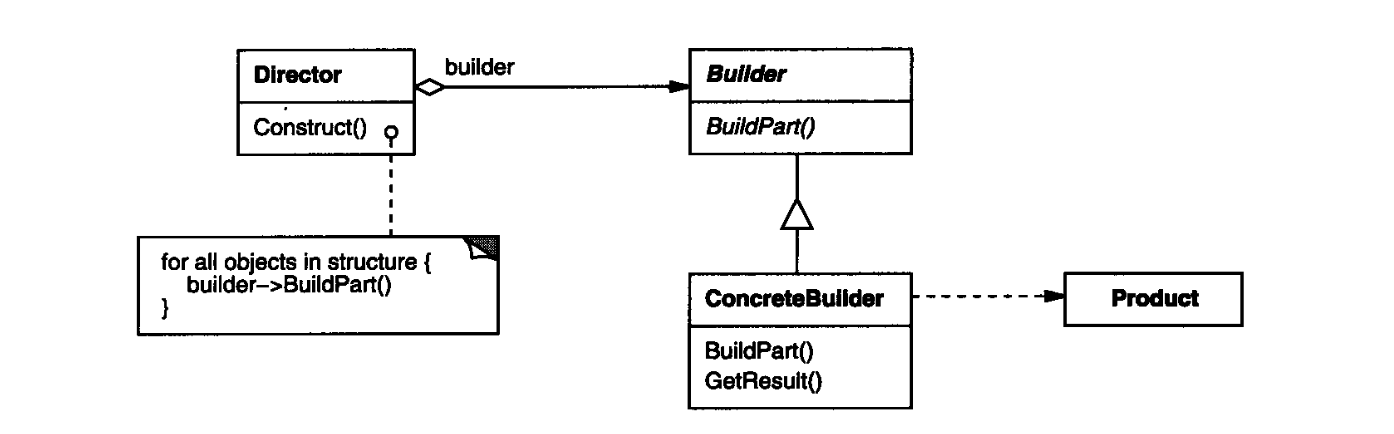 Director
Construct()
builder
Builder
BuildPart()
for all objects in structure {
builder–>BuildPart()
}
ConcreteBuilder
BuildPart()
GetResult()
Product